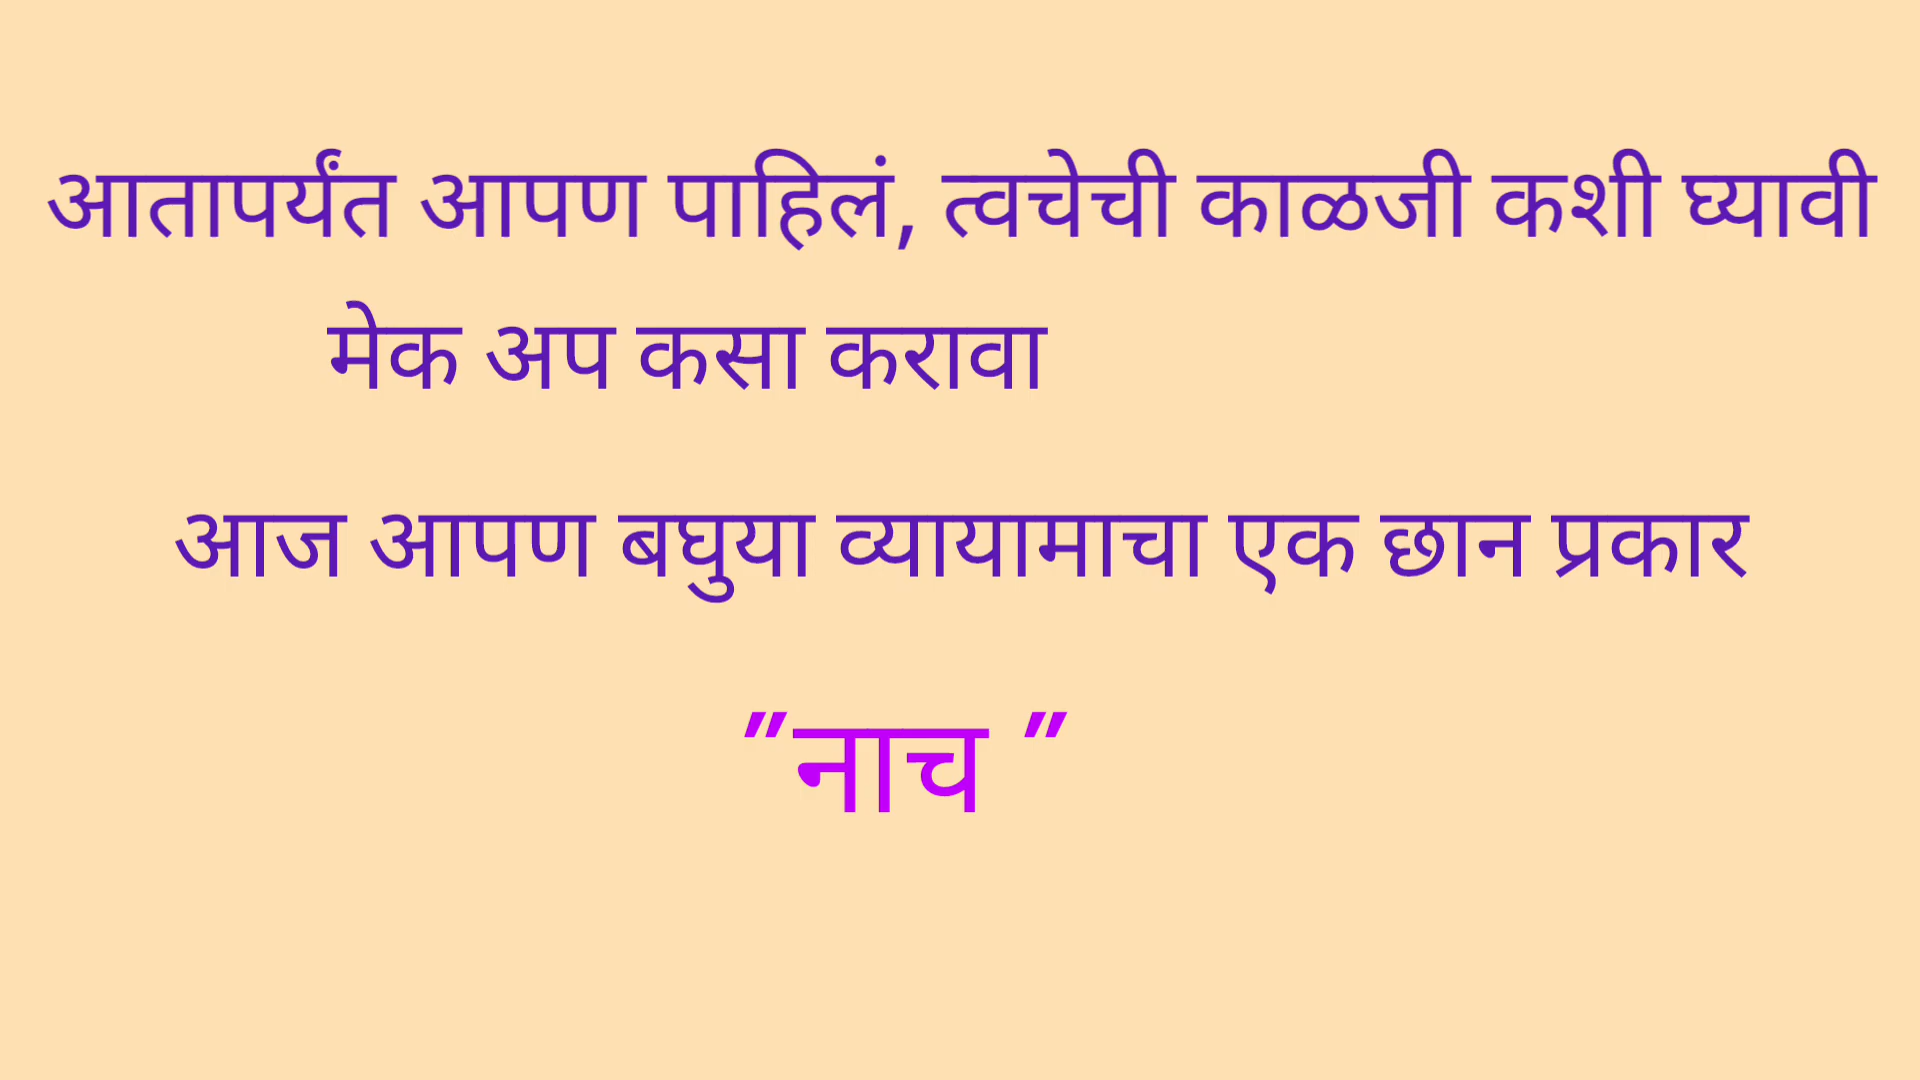 आतापर्यंत आपण पाहिलं, त्वचेची काळजी कशी घ्यावी
मेक अप कसा करावा
आज आपण बघुया व्यायामाचा एक छान प्रकार
"नाच "